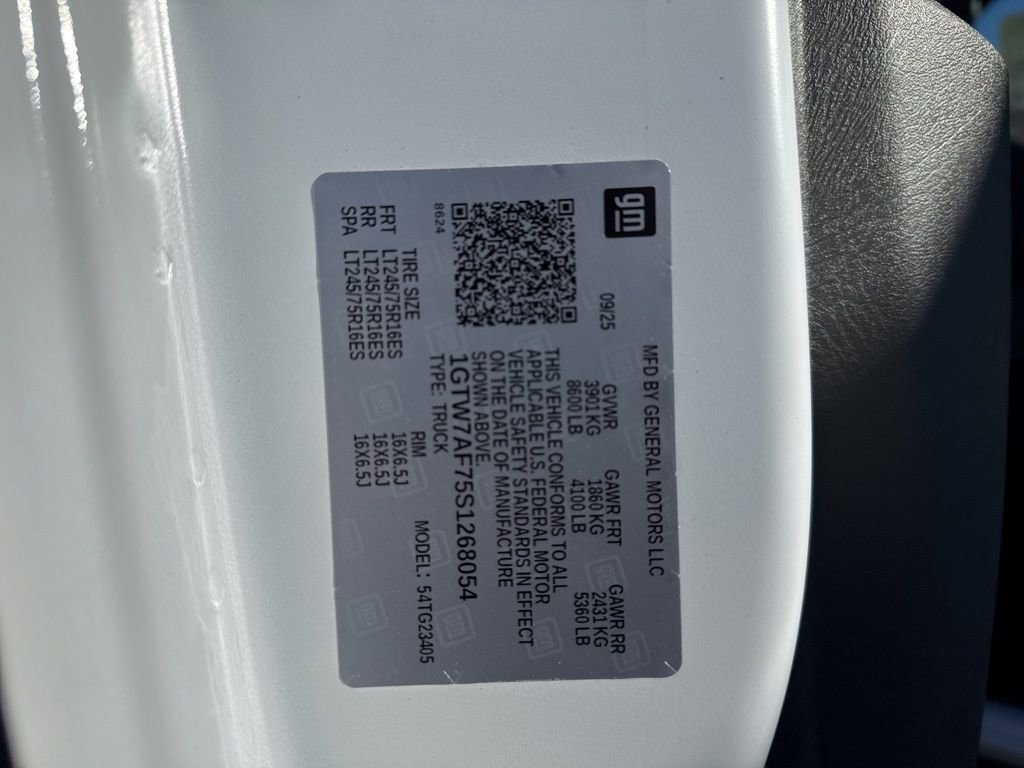 gm
MFD BY GENERAL MOTORS LLC
09/25 GVWR GAWR FRT GAWR RR
3901 KG 1860 KG 2431 KG
8600 LB 4100 LB 5360 LB
THIS VEHICLE CONFORMS TO ALL
APPLICABLE U.S. FEDERAL MOTOR
VEHICLE SAFETY STANDARDS IN EFFECT
ON THE DATE OF MANUFACTURE
SHOWN ABOVE.
1GTW7AF75S1268054
8624 TYPE: TRUCK MODEL: 54TG23405
TIRE SIZE RIM
FRT LT245/75R16ES 16X6.5J
RR LT245/75R16ES 16X6.5J
SPA LT245/75R16ES 16X6.5J